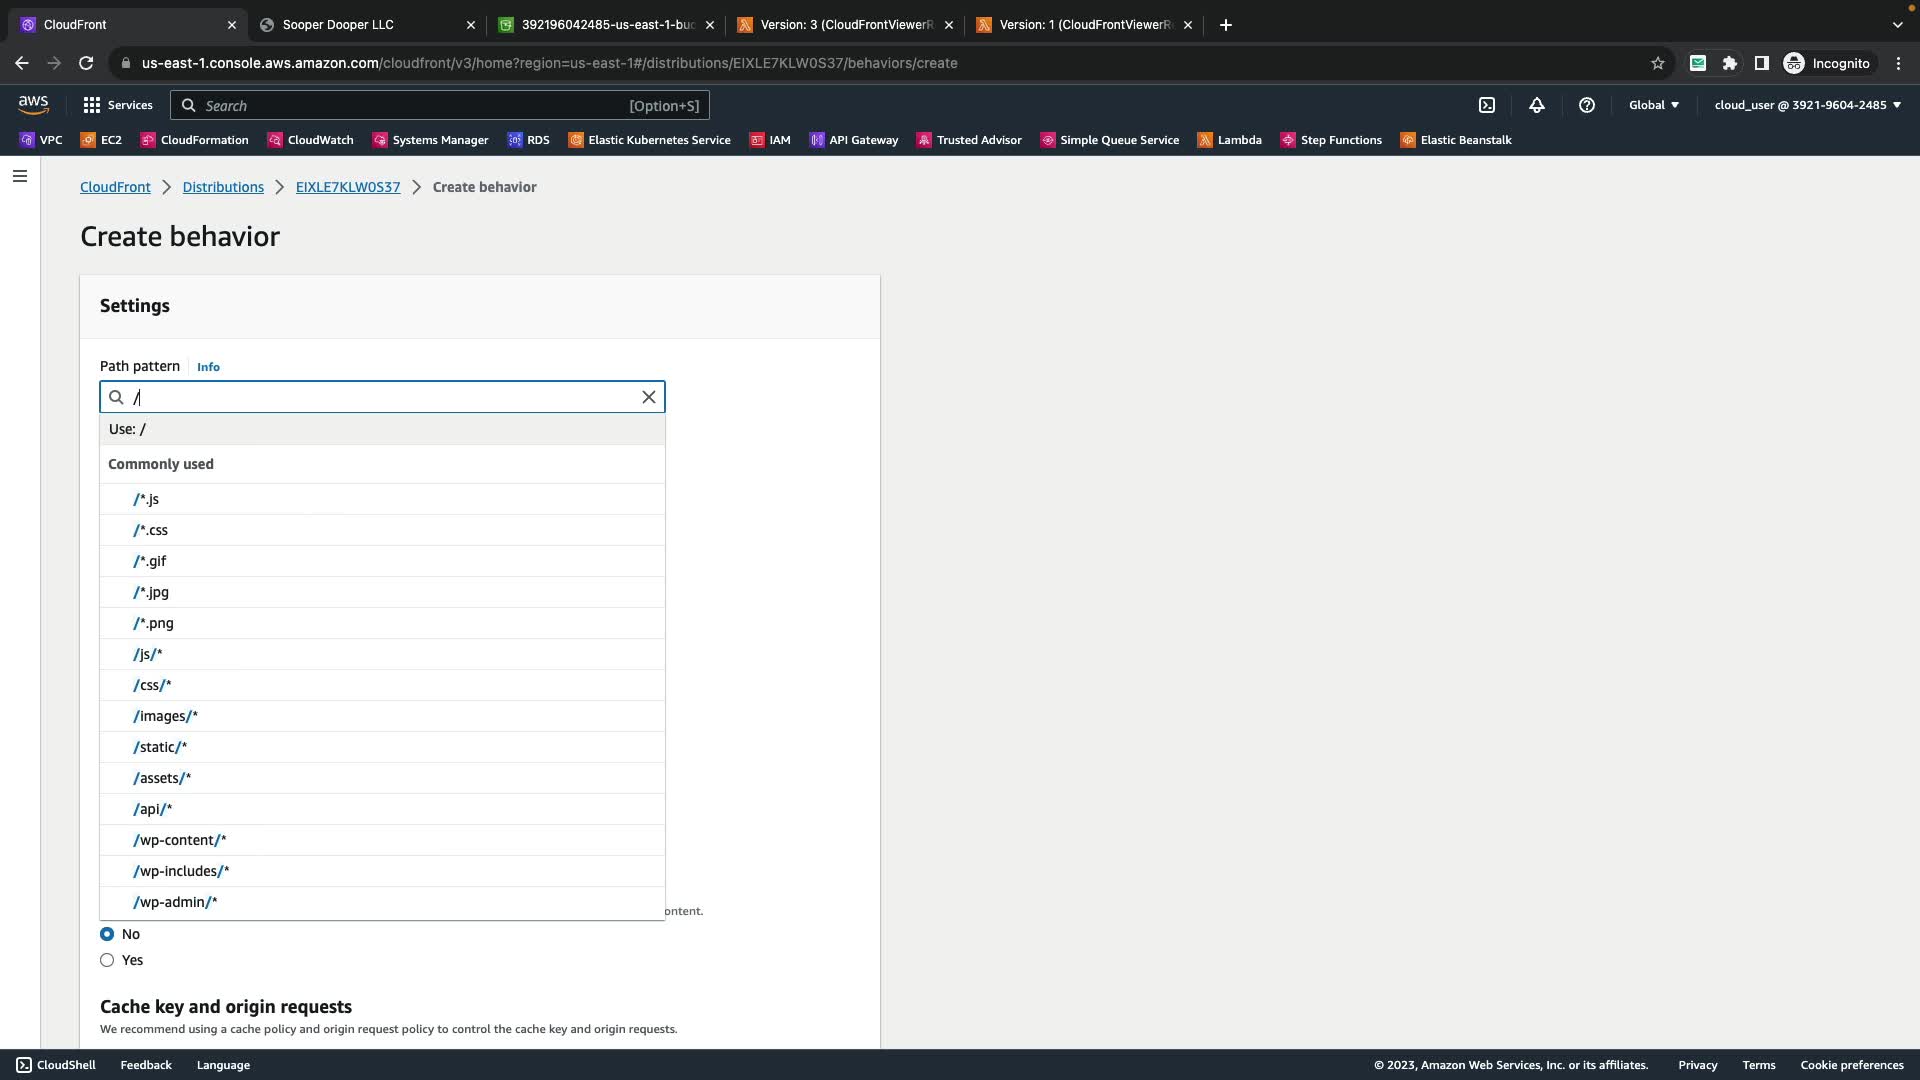 CloudFront
Sooper Dooper LLC
392196042485-us-east-1-buc
Version: 3 (CloudFrontViewerR
Version: 1 (CloudFrontViewerR
us-east-1.console.aws.amazon.com/cloudfront/v3/home?region=us-east-1#/distributions/EIXLE7KLW0S37/behaviors/create
Incognito
aws
Services
Search
[Option+S]
Global
cloud_user @ 3921-9604-2485
VPC
EC2
CloudFormation
CloudWatch
Systems Manager
RDS
Elastic Kubernetes Service
IAM
API Gateway
Trusted Advisor
Simple Queue Service
Lambda
Step Functions
Elastic Beanstalk
CloudFront > Distributions > EIXLE7KLW0S37 > Create behavior
Create behavior
Settings
Path pattern
Info
/
Use: /
Commonly used
/*.js
/*.css
/*.gif
/*.jpg
/*.png
/js/*
/css/*
/images/*
/static/*
/assets/*
/api/*
/wp-content/*
/wp-includes/*
/wp-admin/*
ontent.
No
Yes
Cache key and origin requests
We recommend using a cache policy and origin request policy to control the cache key and origin requests.
CloudShell
Feedback
Language
© 2023, Amazon Web Services, Inc. or its affiliates.
Privacy
Terms
Cookie preferences